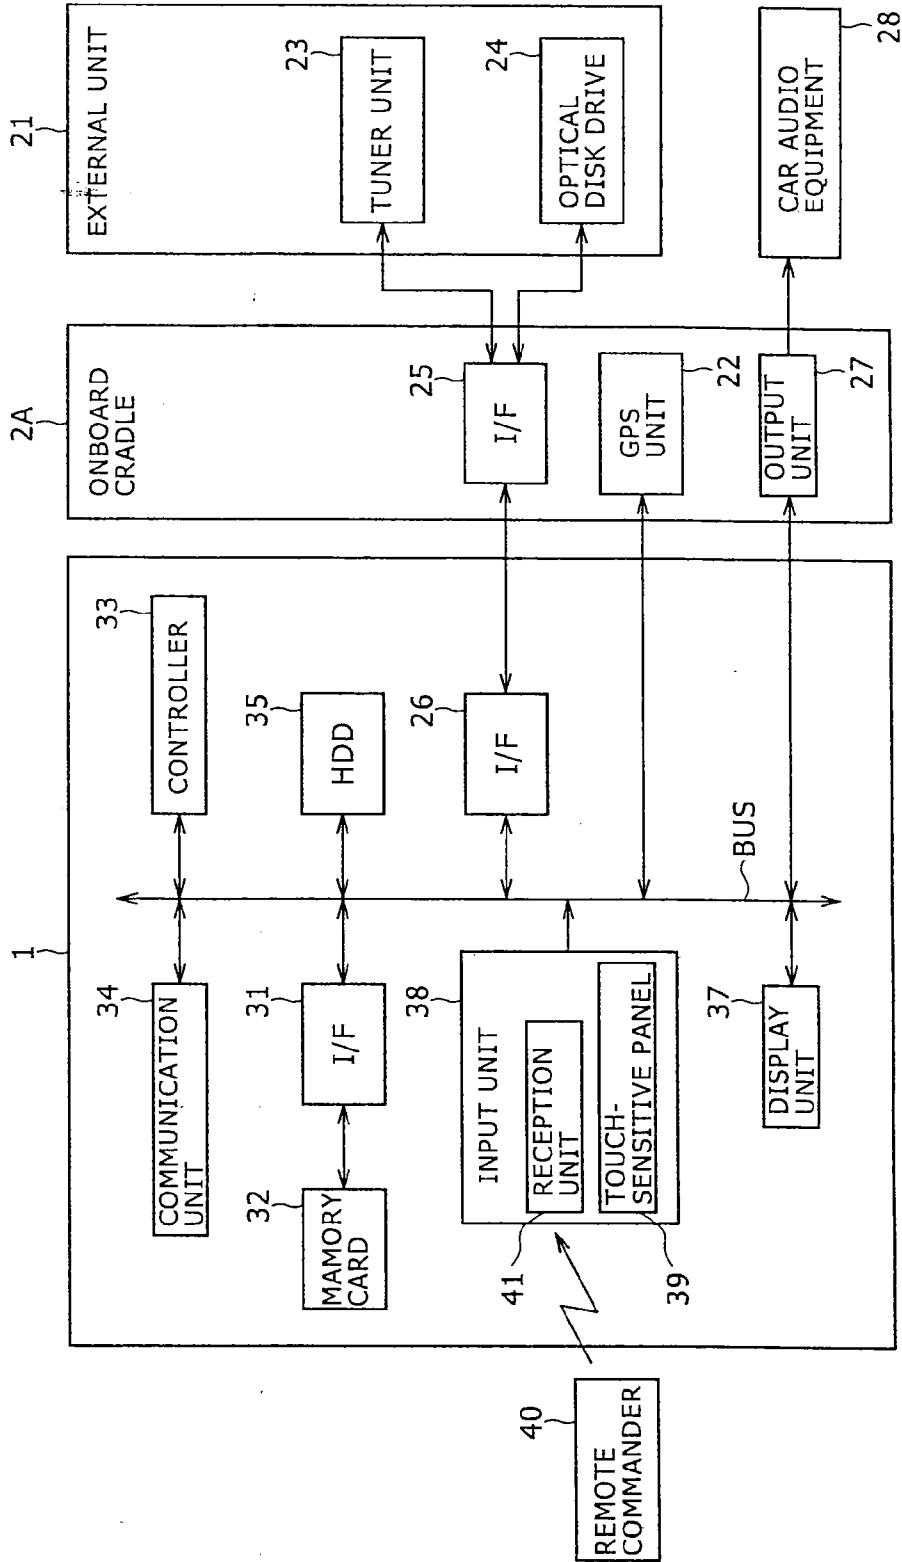 1
2A
21
34
COMMUNICATION
UNIT
33
CONTROLLER
ONBOARD
CRADLE
EXTERNAL UNIT
32
MAMORY
CARD
31
I/F
35
HDD
23
TUNER UNIT
38
INPUT UNIT
41
RECEPTION
UNIT
39
TOUCH-
SENSITIVE PANEL
26
I/F
25
I/F
24
OPTICAL
DISK DRIVE
40
REMOTE
COMMANDER
GPS
UNIT
22
BUS
37
DISPLAY
UNIT
OUTPUT
UNIT
27
CAR AUDIO
EQUIPMENT
28